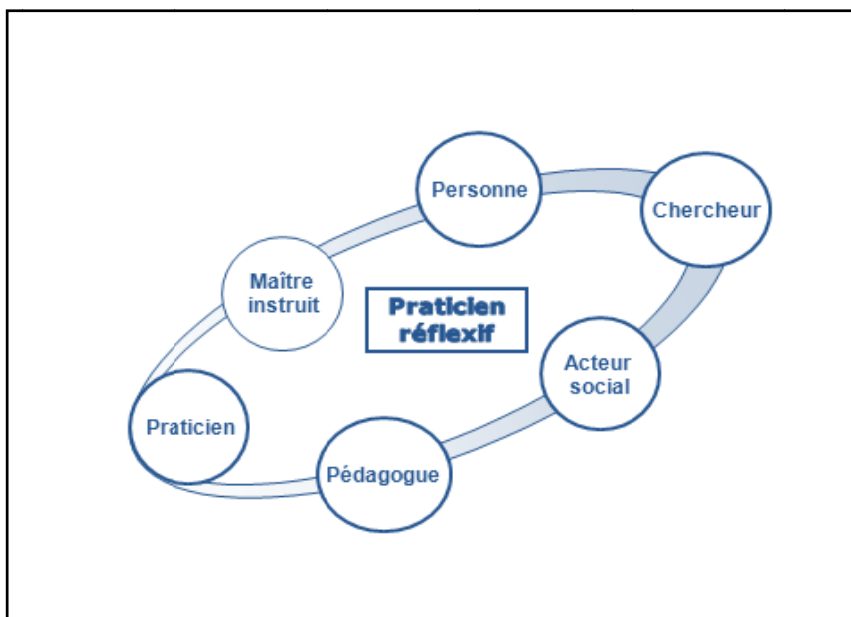 Personne
Chercheur
Maître
instruit
Praticien
réflexif
Acteur
social
Praticien
Pédagogue